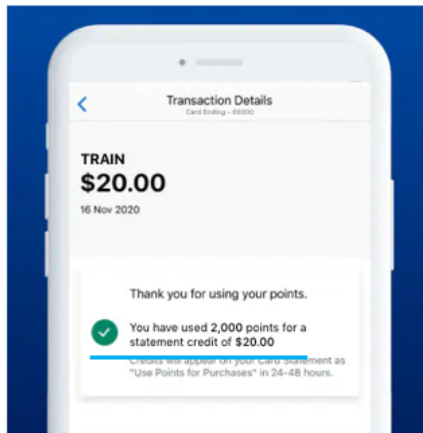 Transaction Details
Card Ending - 00000
TRAIN
$20.00
16 Nov 2020
Thank you for using your points.
You have used 2,000 points for a
statement credit of $20.00
Credits will appear on your Card Statement as
"Use Points for Purchases" in 24-48 hours.